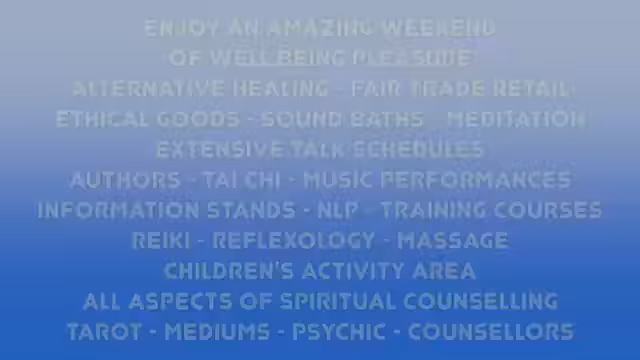 ENJOY AN AMAZING WEEKEND
OF WELL.BEING PLEASURE
ALTERNATIVE HEALING - FAIR TRADE RETAIL
ETHICAL GOODS - SOUND BATHS - MEDITATION
EXTENSIVE TALK SCHEDULES
AUTHORS - TAI CHI - MUSIC PERFORMANCES
INFORMATION STANDS - NLP - TRAINING COURSES
REIKI - REFLEXOLOGY - MASSAGE
CHILDREN'S ACTIVITY AREA
ALL ASPECTS OF SPIRITUAL COUNSELLING
TAROT - MEDIUMS - PSYCHIC - COUNSELLORS